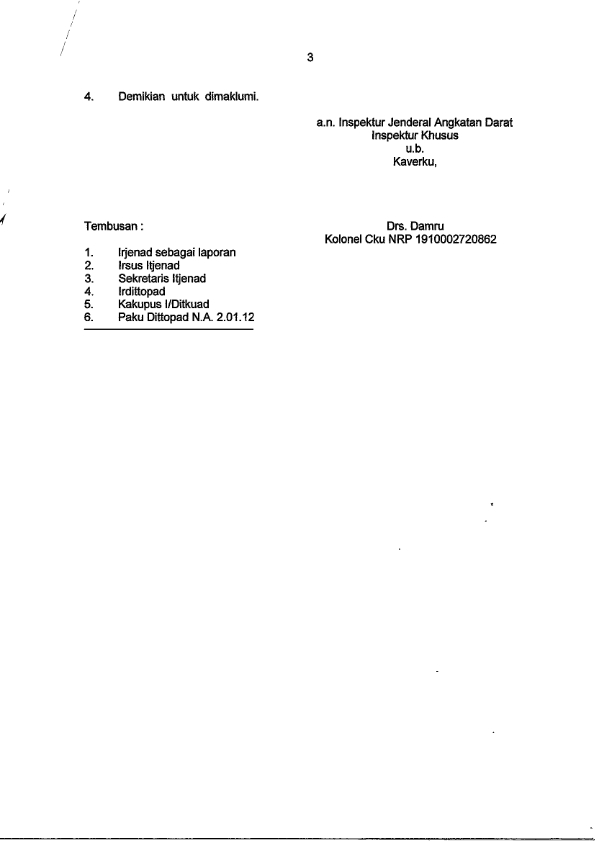 3
4. Demikian untuk dimaklumi.
a.n. Inspektur Jenderal Angkatan Darat
Inspektur Khusus
u.b.
Kaverku,
Tembusan :
Drs. Damru
Kolonel Cku NRP 1910002720862
1. Irjenad sebagai laporan
2. Irsus Itjenad
3. Sekretaris Itjenad
4. Irdittopad
5. Kakupus I/Ditkuad
6. Paku Dittopad N.A. 2.01.12